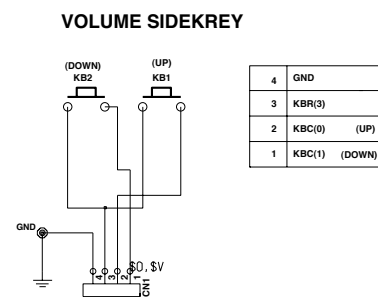 VOLUME SIDEKREY
(DOWN)
KB2
(UP)
KB1
4 GND
3 KBR(3)
2 KBC(0) (UP)
1 KBC(1) (DOWN)
GND
$O,$V
4 3 2 1
CN1